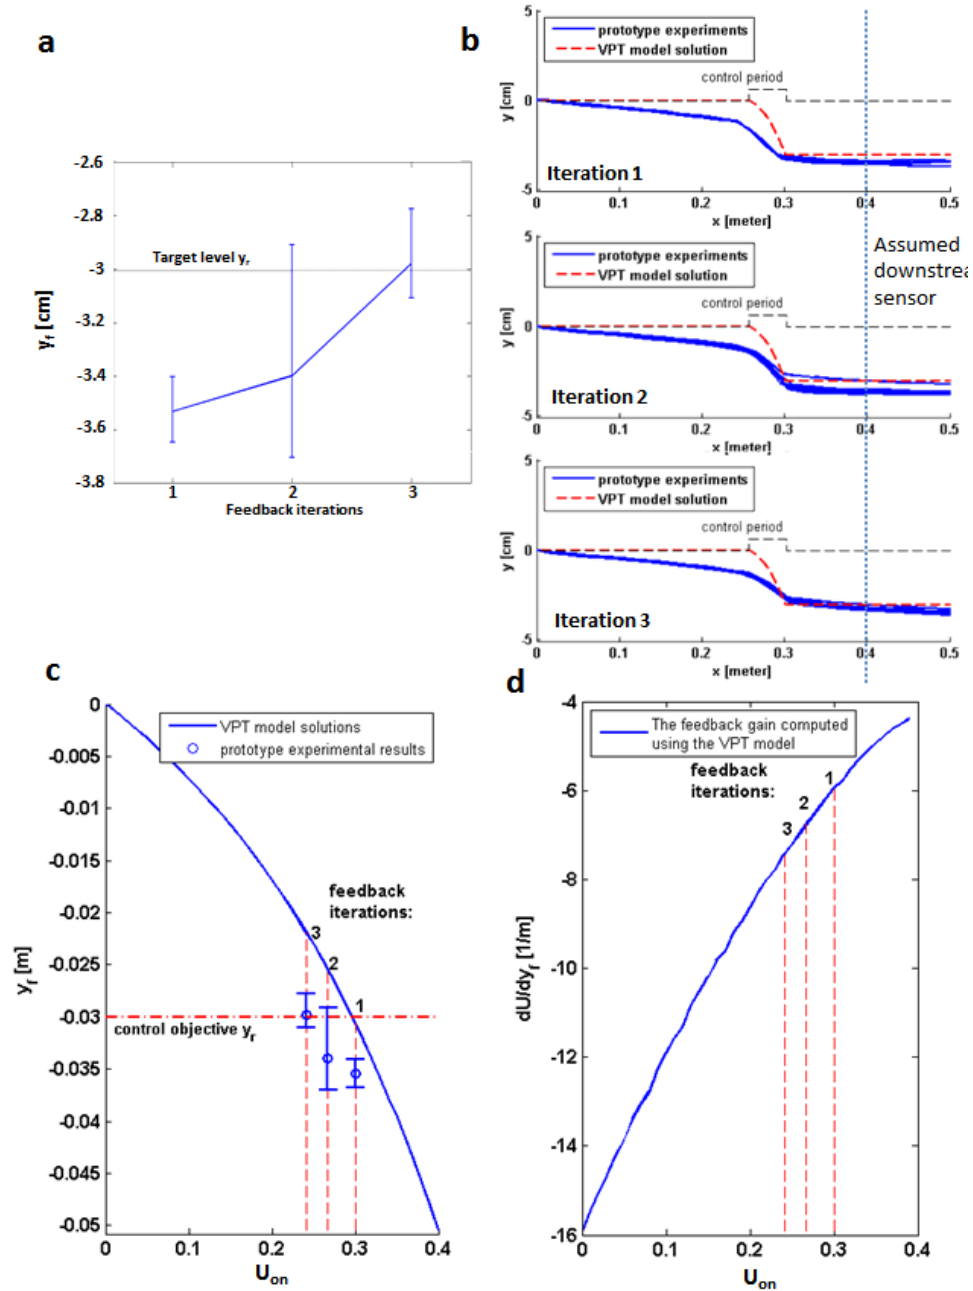 a
-2.6
-2.8
Target level yr
-3
-3.2
-3.4
-3.6
-3.8
yf [cm]
1
2
3
Feedback iterations
b
5
prototype experiments
VPT model solution
control period
0
y [cm]
Iteration 1
5
0
0.1
0.2
0.3
0.4
0.5
x [meter]
5
prototype experiments
VPT model solution
control period
0
y [cm]
Iteration 2
-5
0
0.1
0.2
0.3
0.4
0.5
x [meter]
Assumed
downstrea
sensor
5
prototype experiments
VPT model solution
control period
0
y [cm]
Iteration 3
-5
0
0.1
0.2
0.3
0.4
0.5
x [meter]
c
0
VPT model solutions
prototype experimental results
-0.005
-0.01
-0.015
-0.02
feedback
iterations:
3
2
1
-0.025
-0.03
control objective yr
-0.035
-0.04
-0.045
-0.05
yf [m]
0
0.1
0.2
0.3
0.4
Uon
d
-4
The feedback gain computed
using the VPT model
feedback
iterations:
1
2
3
-6
-8
-10
-12
-14
-16
dU/dyf [1/m]
0
0.1
0.2
0.3
0.4
Uon